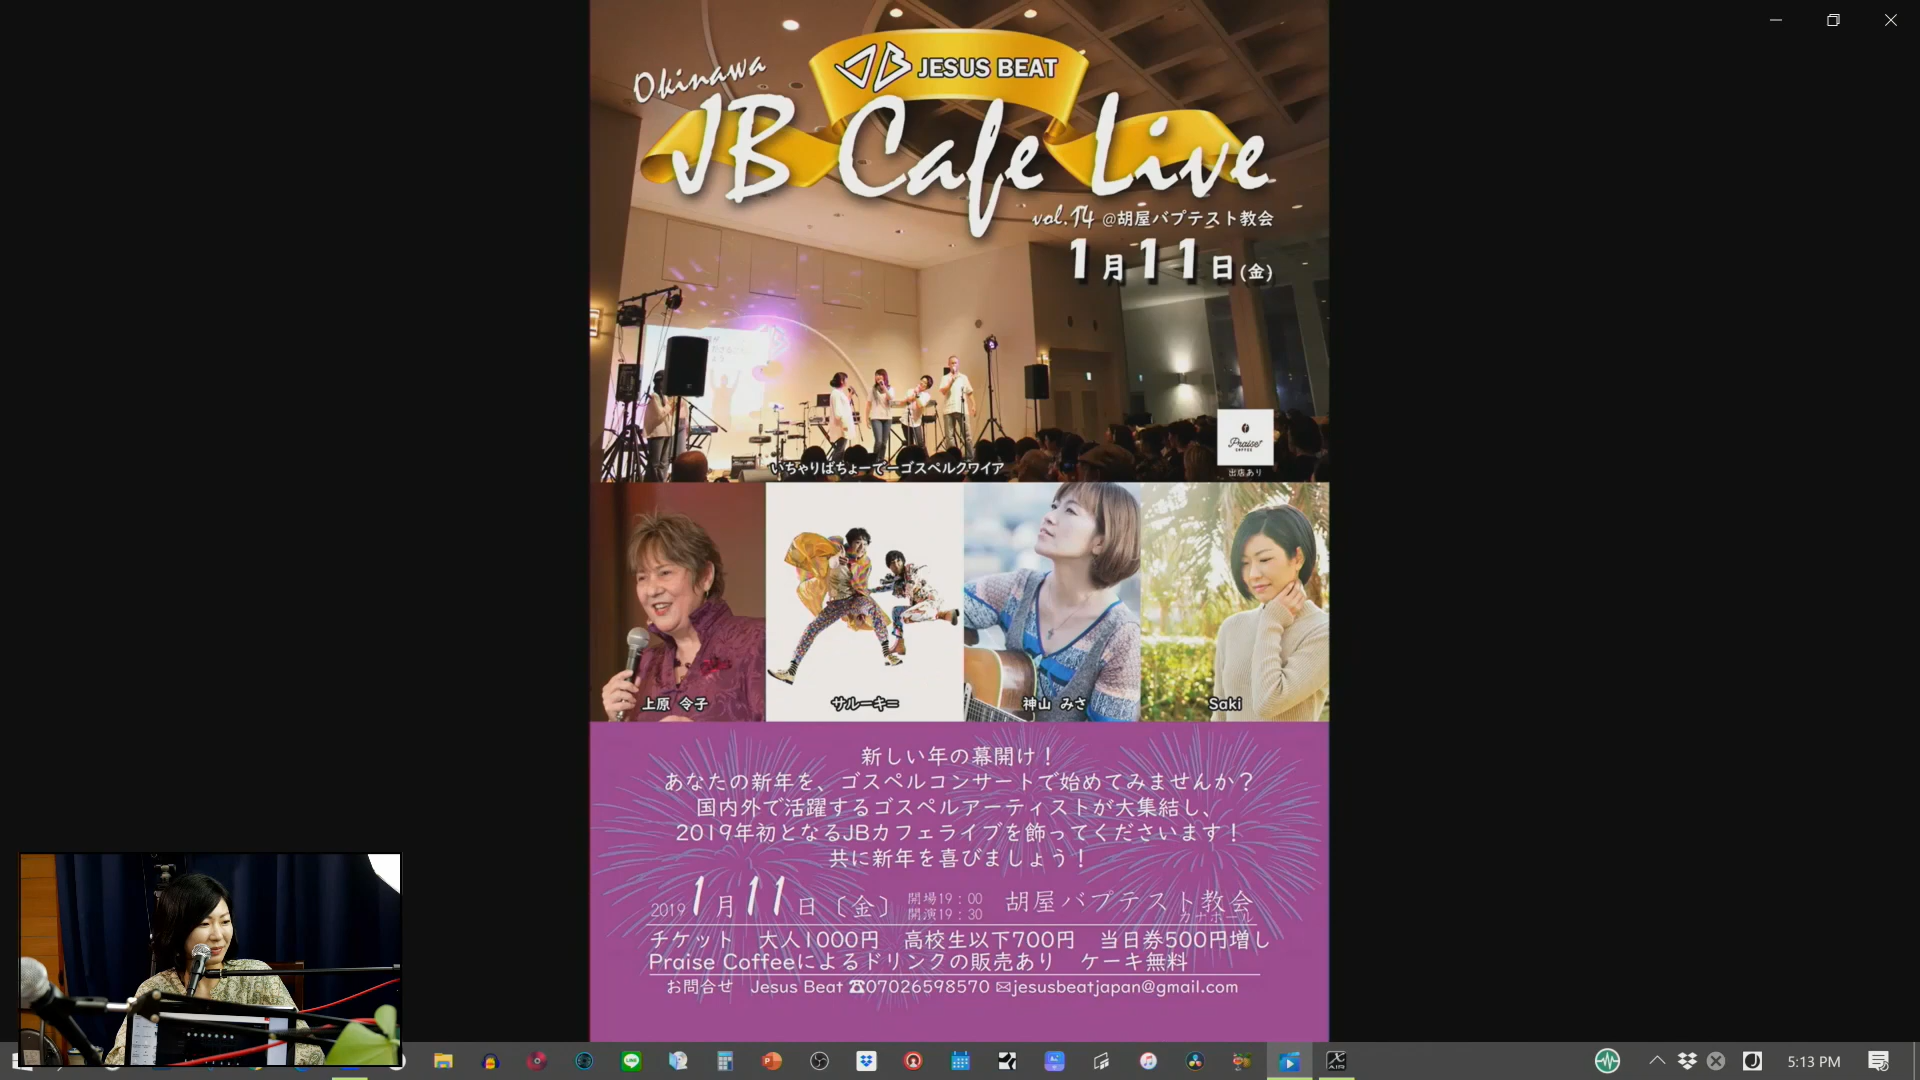 JESUS BEAT
Okinawa
JB Cafe Live
vol.14 @胡屋バプテスト教会
1月11日(金)
Praise
COFFEE
出店あり
いちゃりばちょーでーゴスペルクワイア
上原 令子
サルーキ=
神山 みさ
Saki
新しい年の幕開け！
あなたの新年を、ゴスペルコンサートで始めてみませんか？
国内外で活躍するゴスペルアーティストが大集結し、
2019年初となるJBカフェライブを飾ってくださいます！
共に新年を喜びましょう！
2019 1月11日〔金〕 開場19：00 胡屋バプテスト教会
開演19：30 カナホール
チケット 大人1000円 高校生以下700円 当日券500円増し
Praise Coffeeによるドリンクの販売あり ケーキ無料
お問合せ Jesus Beat ☎07026598570 ✉jesusbeatjapan@gmail.com
LINE
X
AIR
5:13 PM